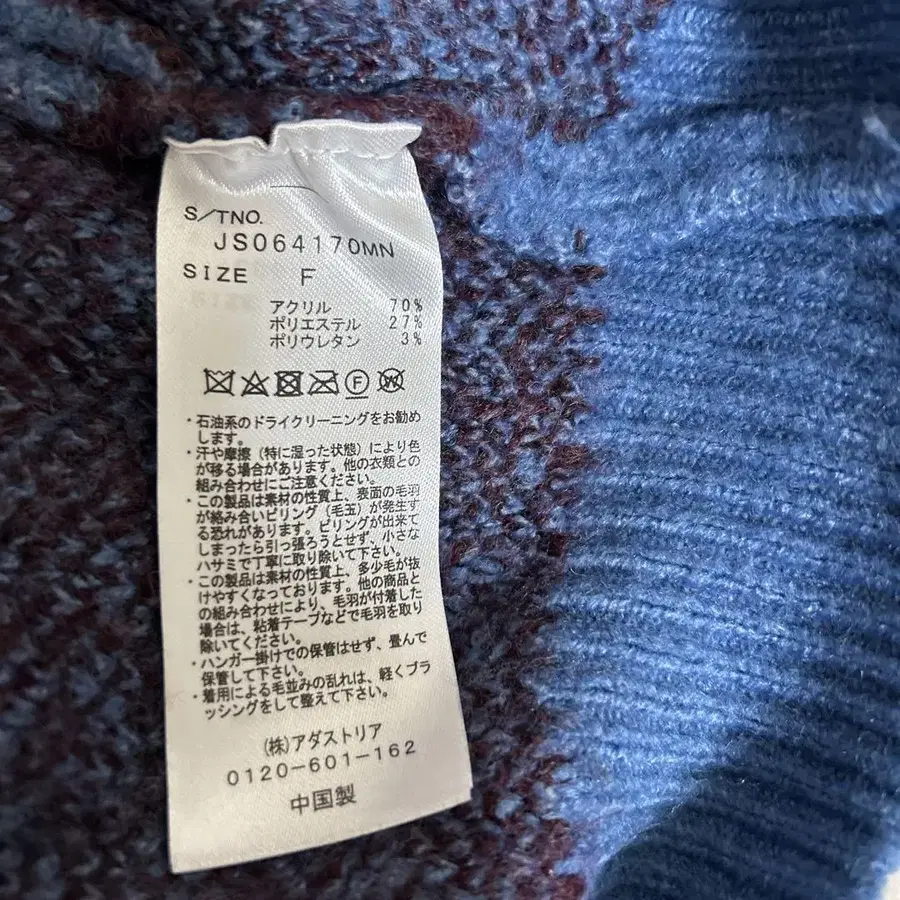 S/TNO.
JS064170MN
SIZE F
アクリル 70%
ポリエステル 27%
ポリウレタン 3%
F W
・石油系のドライクリーニングをお勧め
します。
・汗や摩擦(特に湿った状態)により色
が移る場合があります。他の衣類との
組み合わせにご注意ください。
・この製品は素材の性質上、表面の毛羽
が絡み合いピリング(毛玉)が発生す
る恐れがあります。ピリングが出来て
しまったら引っ張ろうとせず、小さな
ハサミで丁寧に取り除いて下さい。
・この製品は素材の性質上、多少毛が抜
けやすくなっております。他の商品と
の組み合わせにより、毛羽が付着した
場合は、粘着テープなどで毛羽を取り
除いてください。
・ハンガー掛けでの保管はせず、畳んで
保管して下さい。
・着用による毛並みの乱れは、軽くブラ
ッシングをして整えて下さい。
(株)アダストリア
0120-601-162
中国製